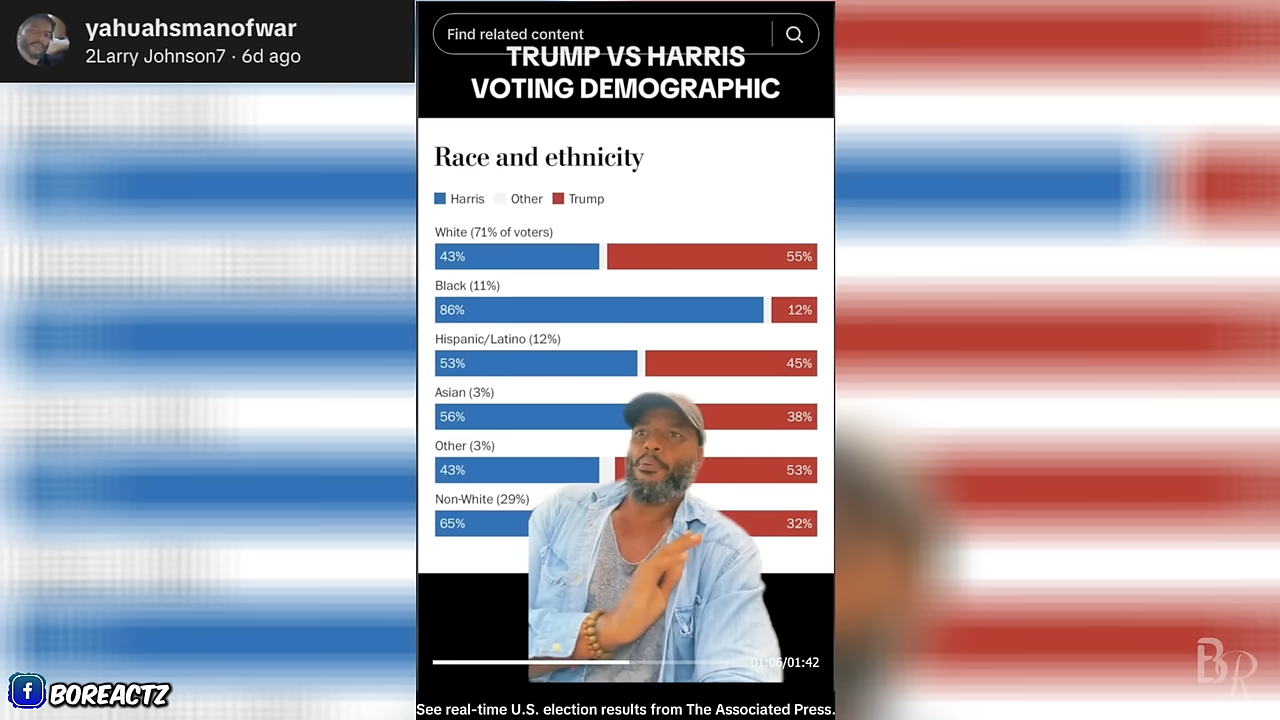 yahuahsmanofwar
2Larry Johnson7 · 6d ago
Find related content
TRUMP VS HARRIS
VOTING DEMOGRAPHIC
Race and ethnicity
Harris Other Trump
White (71% of voters)
43% 55%
Black (11%)
86% 12%
Hispanic/Latino (12%)
53% 45%
Asian (3%)
56% 38%
Other (3%)
43% 53%
Non-White (29%)
65% 32%
01:06/01:42
See real-time U.S. election results from The Associated Press.
f BOREACTZ
BR